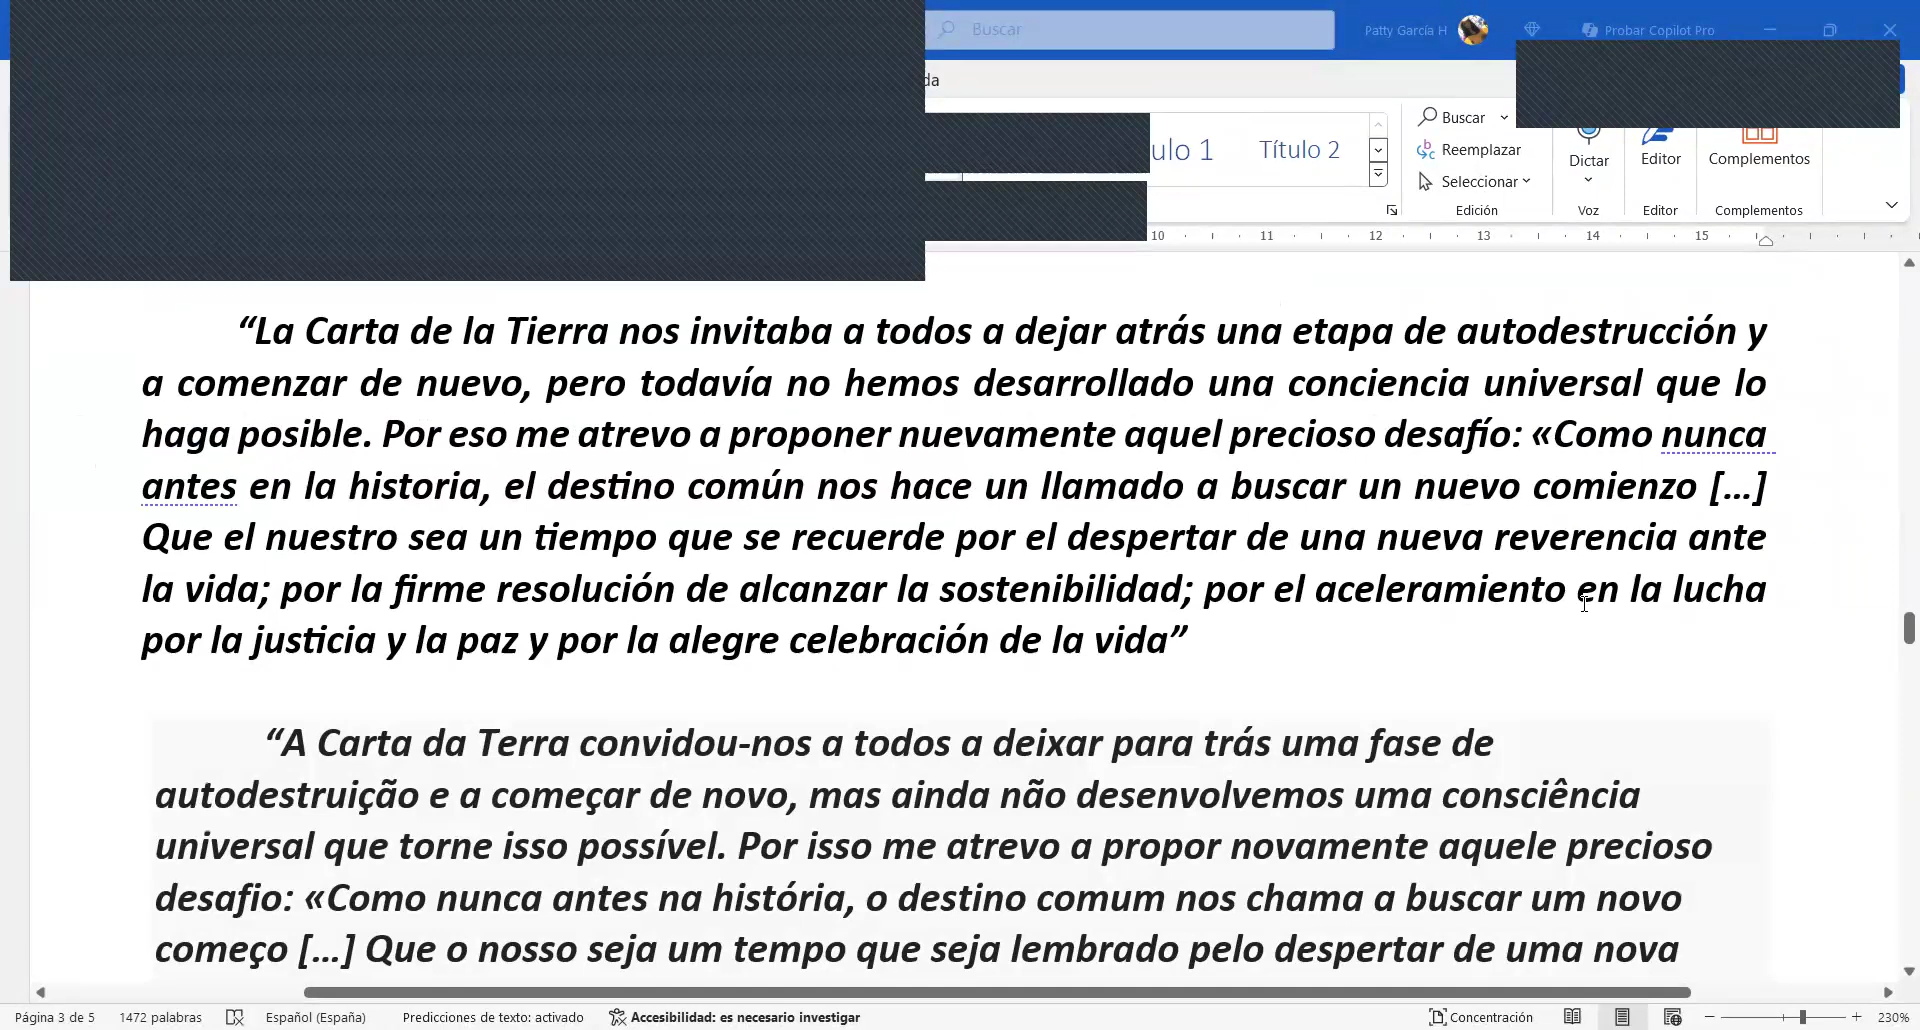 Buscar
Patty García H
Probar Copilot Pro
da
ulo 1
Título 2
Buscar
Reemplazar
Seleccionar
Edición
Dictar
Voz
Editor
Editor
Complementos
Complementos
10 11 12 13 14 15
“La Carta de la Tierra nos invitaba a todos a dejar atrás una etapa de autodestrucción y
a comenzar de nuevo, pero todavía no hemos desarrollado una conciencia universal que lo
haga posible. Por eso me atrevo a proponer nuevamente aquel precioso desafío: «Como nunca
antes en la historia, el destino común nos hace un llamado a buscar un nuevo comienzo [...]
Que el nuestro sea un tiempo que se recuerde por el despertar de una nueva reverencia ante
la vida; por la firme resolución de alcanzar la sostenibilidad; por el aceleramiento en la lucha
por la justicia y la paz y por la alegre celebración de la vida”
“A Carta da Terra convidou-nos a todos a deixar para trás uma fase de
autodestruição e a começar de novo, mas ainda não desenvolvemos uma consciência
universal que torne isso possível. Por isso me atrevo a propor novamente aquele precioso
desafio: «Como nunca antes na história, o destino comum nos chama a buscar um novo
começo [...] Que o nosso seja um tempo que seja lembrado pelo despertar de uma nova
Página 3 de 5 1472 palabras Español (España) Predicciones de texto: activado Accesibilidad: es necesario investigar Concentración 230%